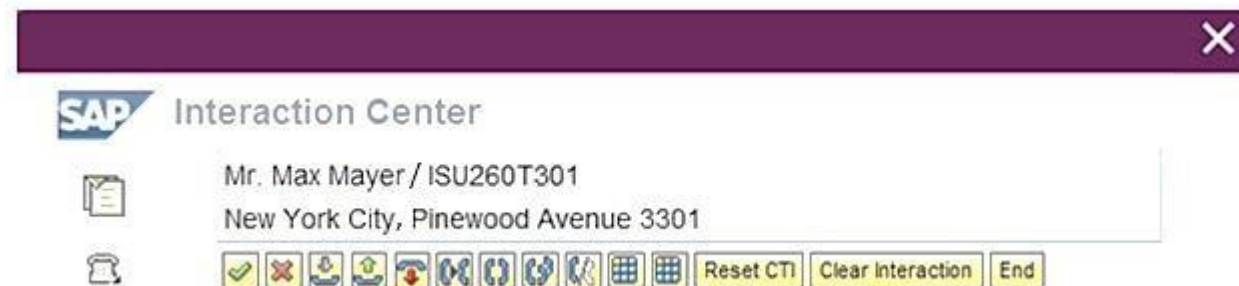 SAP Interaction Center
Mr. Max Mayer / ISU260T301
New York City, Pinewood Avenue 3301
Reset CTI Clear Interaction End